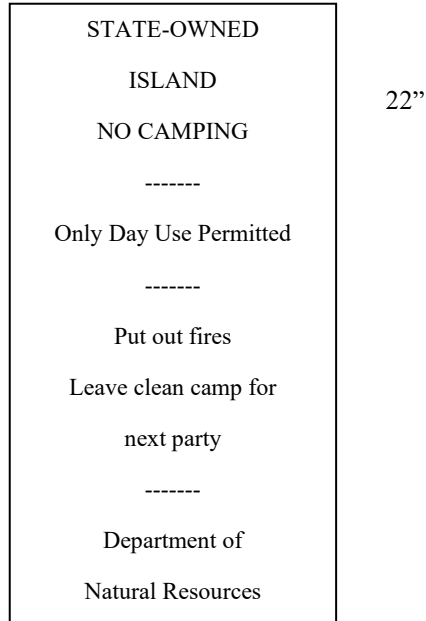 STATE-OWNED
ISLAND
NO CAMPING
-------
Only Day Use Permitted
-------
Put out fires
Leave clean camp for
next party
-------
Department of
Natural Resources
22”